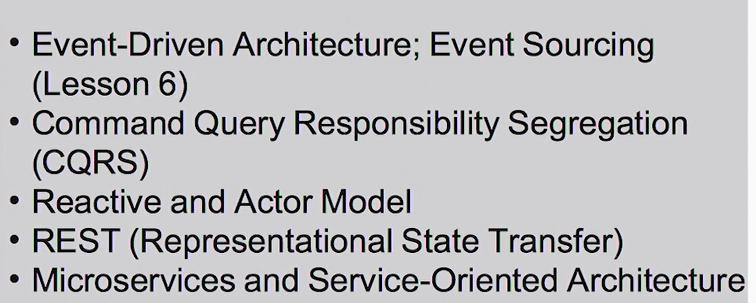 • Event-Driven Architecture; Event Sourcing
(Lesson 6)
• Command Query Responsibility Segregation
(CQRS)
• Reactive and Actor Model
• REST (Representational State Transfer)
• Microservices and Service-Oriented Architecture